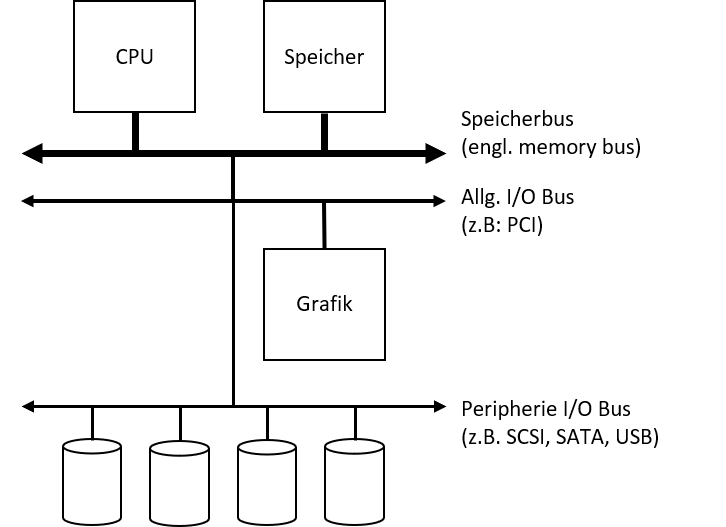 CPU
Speicher
Speicherbus
(engl. memory bus)
Allg. I/O Bus
(z.B: PCI)
Grafik
Peripherie I/O Bus
(z.B. SCSI, SATA, USB)